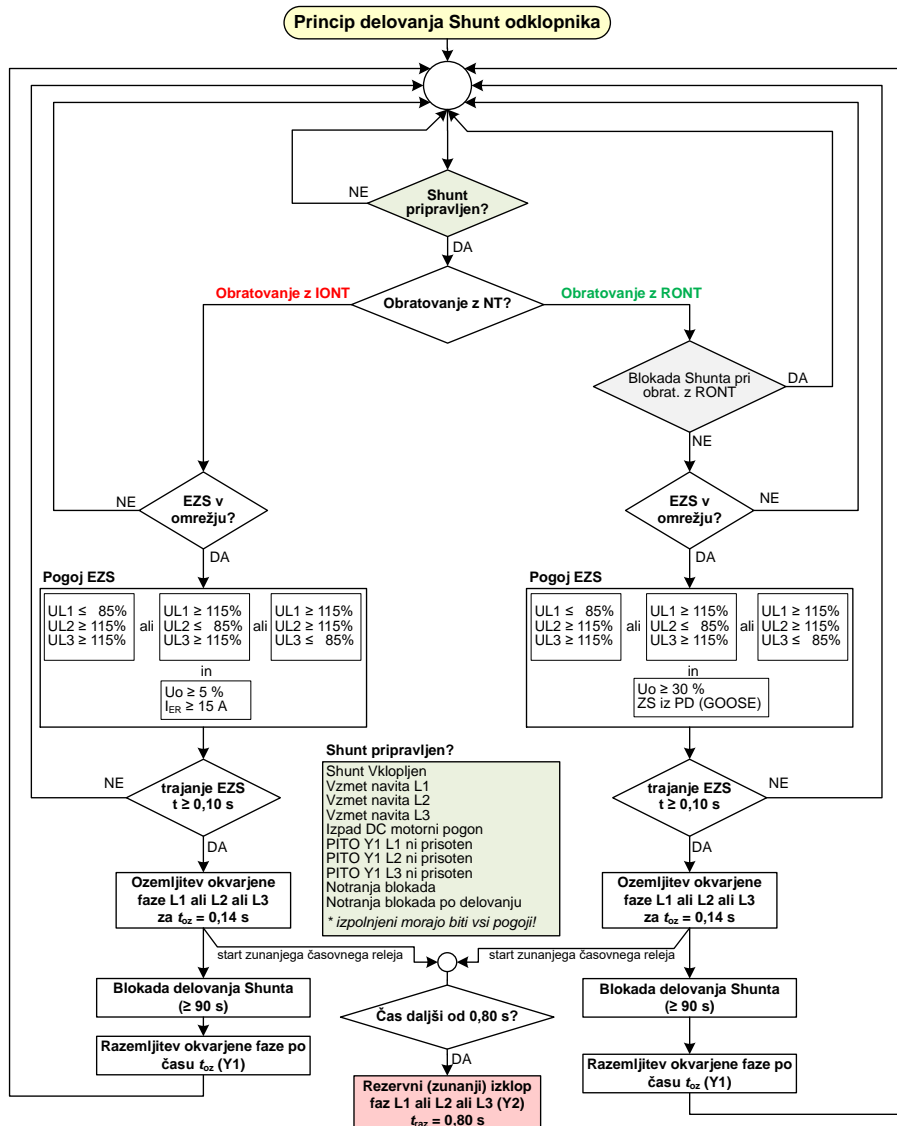 Princip delovanja Shunt odklopnika
NE
Shunt
pripravljen?
DA
Obratovanje z IONT
Obratovanje z NT?
Obratovanje z RONT
Blokada Shunta pri
obrat. z RONT
DA
NE
NE
EZS v
omrežju?
DA
EZS v
omrežju?
NE
DA
Pogoj EZS
UL1 ≤ 85%
UL2 ≥ 115%
UL3 ≥ 115%
ali
UL1 ≥ 115%
UL2 ≤ 85%
UL3 ≥ 115%
ali
UL1 ≥ 115%
UL2 ≥ 115%
UL3 ≤ 85%
in
Uo ≥ 5 %
IER ≥ 15 A
Pogoj EZS
UL1 ≤ 85%
UL2 ≥ 115%
UL3 ≥ 115%
ali
UL1 ≥ 115%
UL2 ≤ 85%
UL3 ≥ 115%
ali
UL1 ≥ 115%
UL2 ≥ 115%
UL3 ≤ 85%
in
Uo ≥ 30 %
ZS iz PD (GOOSE)
NE
trajanje EZS
t ≥ 0,10 s
DA
Shunt pripravljen?
Shunt Vklopljen
Vzmet navita L1
Vzmet navita L2
Vzmet navita L3
Izpad DC motorni pogon
PITO Y1 L1 ni prisoten
PITO Y1 L2 ni prisoten
PITO Y1 L3 ni prisoten
Notranja blokada
Notranja blokada po delovanju
* izpolnjeni morajo biti vsi pogoji!
trajanje EZS
t ≥ 0,10 s
NE
DA
Ozemljitev okvarjene
faze L1 ali L2 ali L3
za toz = 0,14 s
Ozemljitev okvarjene
faze L1 ali L2 ali L3
za toz = 0,14 s
start zunanjega časovnega releja
start zunanjega časovnega releja
Blokada delovanja Shunta
(≥ 90 s)
Čas daljši od 0,80 s?
Blokada delovanja Shunta
(≥ 90 s)
Razemljitev okvarjene faze po
času toz (Y1)
DA
Razemljitev okvarjene faze po
času toz (Y1)
Rezervni (zunanji) izklop
faz L1 ali L2 ali L3 (Y2)
traz = 0,80 s